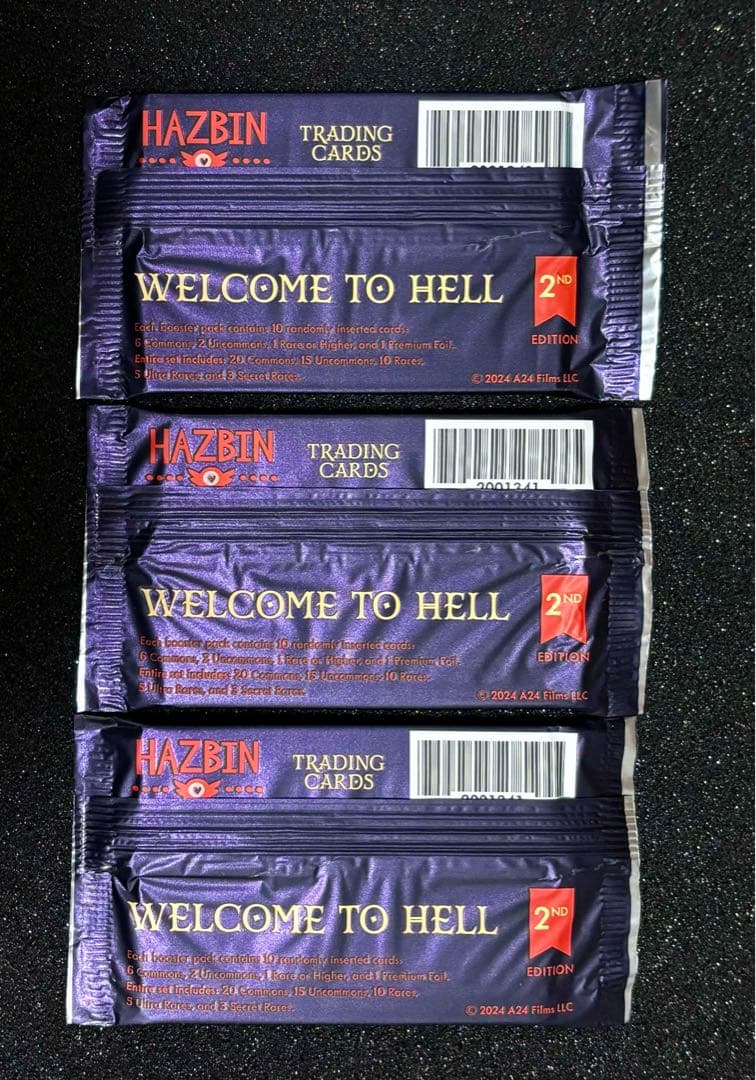 HAZBIN
TRADING
CARDS
WELCOME TO HELL
2ND
EDITION
Each booster pack contains 10 randomly inserted cards:
6 Commons, 2 Uncommons, 1 Rare or Higher, and 1 Premium Foil.
Entire set includes: 20 Commons, 15 Uncommons, 10 Rares,
5 Ultra Rares, and 3 Secret Rares.
© 2024 A24 Films LLC
HAZBIN
TRADING
CARDS
2001341
WELCOME TO HELL
2ND
EDITION
Each booster pack contains 10 randomly inserted cards:
6 Commons, 2 Uncommons, 1 Rare or Higher, and 1 Premium Foil.
Entire set includes: 20 Commons, 15 Uncommons, 10 Rares,
5 Ultra Rares, and 3 Secret Rares.
© 2024 A24 Films LLC
HAZBIN
TRADING
CARDS
WELCOME TO HELL
2ND
EDITION
Each booster pack contains 10 randomly inserted cards:
6 Commons, 2 Uncommons, 1 Rare or Higher, and 1 Premium Foil.
Entire set includes: 20 Commons, 15 Uncommons, 10 Rares,
5 Ultra Rares, and 3 Secret Rares.
© 2024 A24 Films LLC